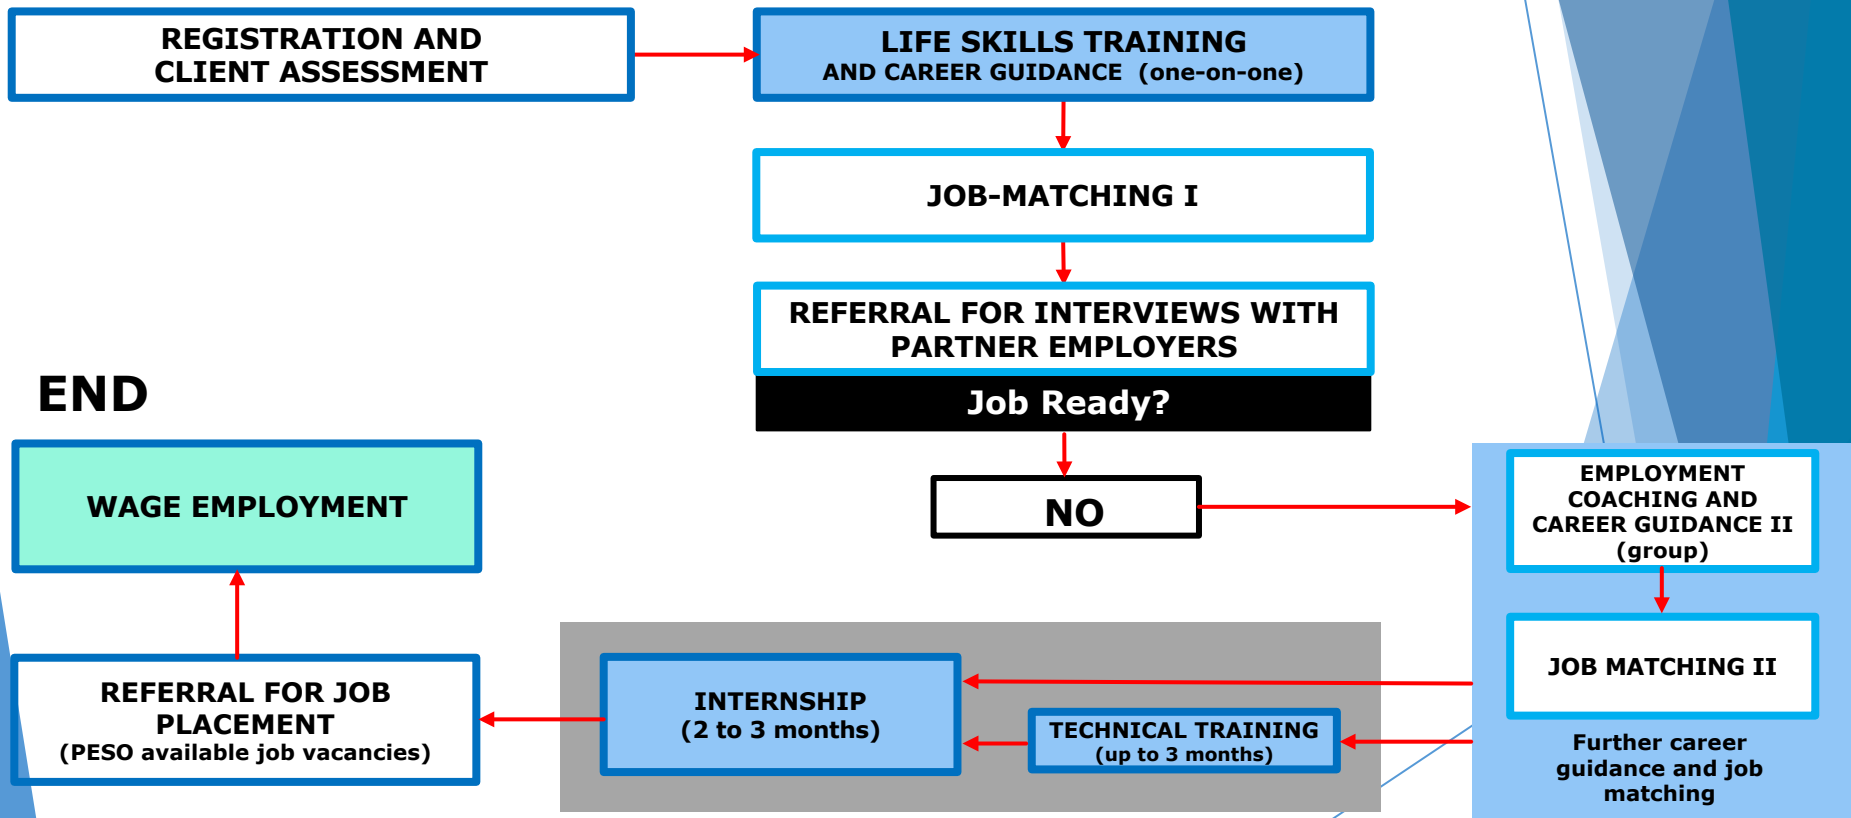 REGISTRATION AND
CLIENT ASSESSMENT
LIFE SKILLS TRAINING
AND CAREER GUIDANCE (one-on-one)
JOB-MATCHING I
REFERRAL FOR INTERVIEWS WITH
PARTNER EMPLOYERS
Job Ready?
NO
EMPLOYMENT
COACHING AND
CAREER GUIDANCE II
(group)
JOB MATCHING II
Further career
guidance and job
matching
TECHNICAL TRAINING
(up to 3 months)
INTERNSHIP
(2 to 3 months)
REFERRAL FOR JOB
PLACEMENT
(PESO available job vacancies)
WAGE EMPLOYMENT
END